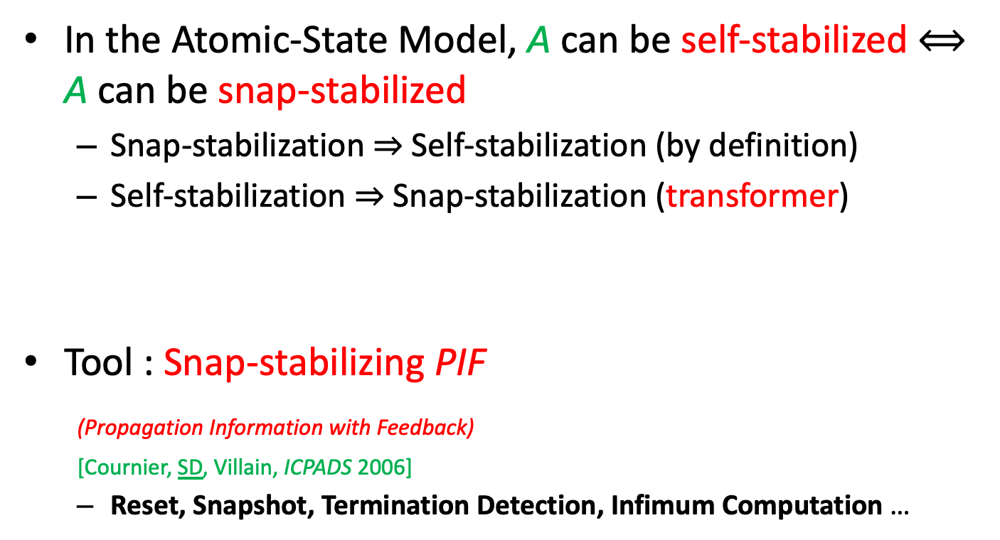 • In the Atomic-State Model, A can be self-stabilized ⟺
A can be snap-stabilized
– Snap-stabilization ⇒ Self-stabilization (by definition)
– Self-stabilization ⇒ Snap-stabilization (transformer)
• Tool : Snap-stabilizing PIF
(Propagation Information with Feedback)
[Cournier, SD, Villain, ICPADS 2006]
– Reset, Snapshot, Termination Detection, Infimum Computation ...